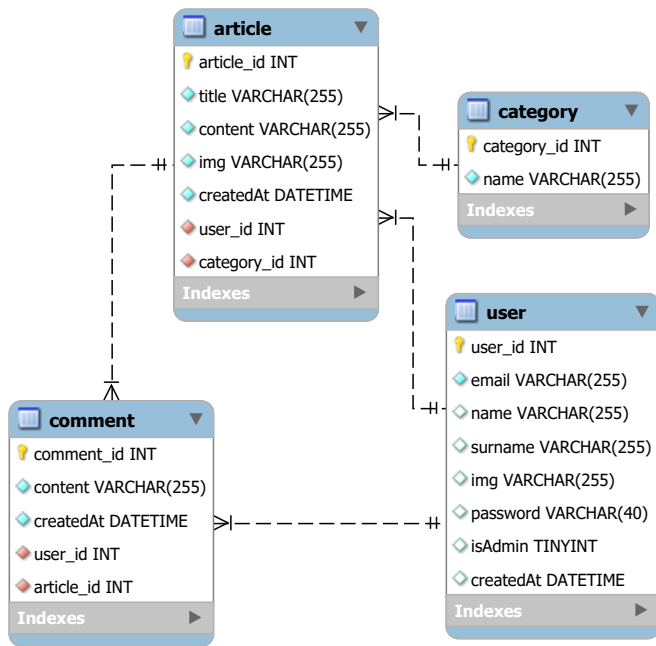 article
article_id INT
title VARCHAR(255)
content VARCHAR(255)
img VARCHAR(255)
createdAt DATETIME
user_id INT
category_id INT
Indexes
category
category_id INT
name VARCHAR(255)
Indexes
user
user_id INT
email VARCHAR(255)
name VARCHAR(255)
surname VARCHAR(255)
img VARCHAR(255)
password VARCHAR(40)
isAdmin TINYINT
createdAt DATETIME
Indexes
comment
comment_id INT
content VARCHAR(255)
createdAt DATETIME
user_id INT
article_id INT
Indexes